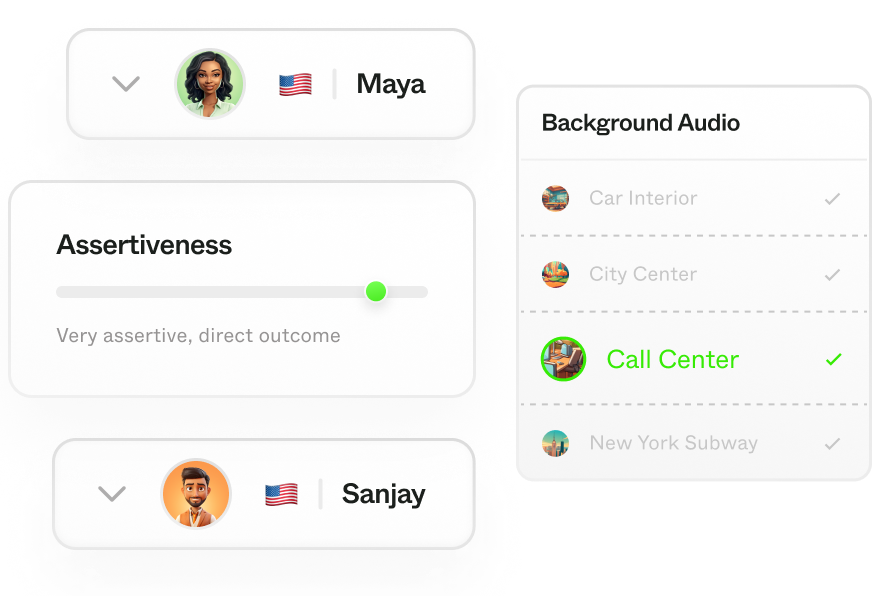 Maya
Assertiveness
Very assertive, direct outcome
Sanjay
Background Audio
Car Interior
City Center
Call Center
New York Subway